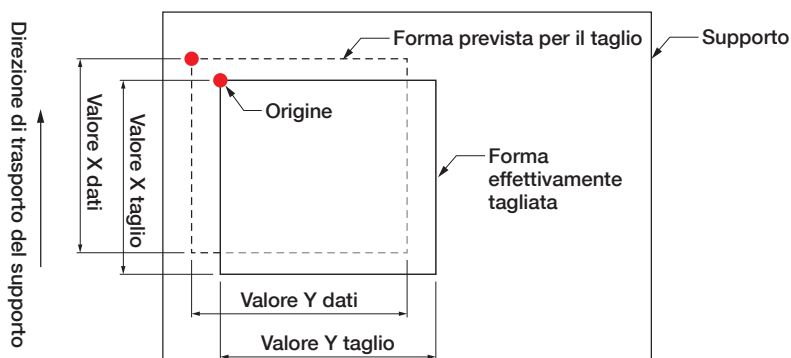 Direzione di trasporto del supporto
Valore X dati
Valore X taglio
Forma prevista per il taglio
Supporto
Origine
Forma
effettivamente
tagliata
Valore Y dati
Valore Y taglio